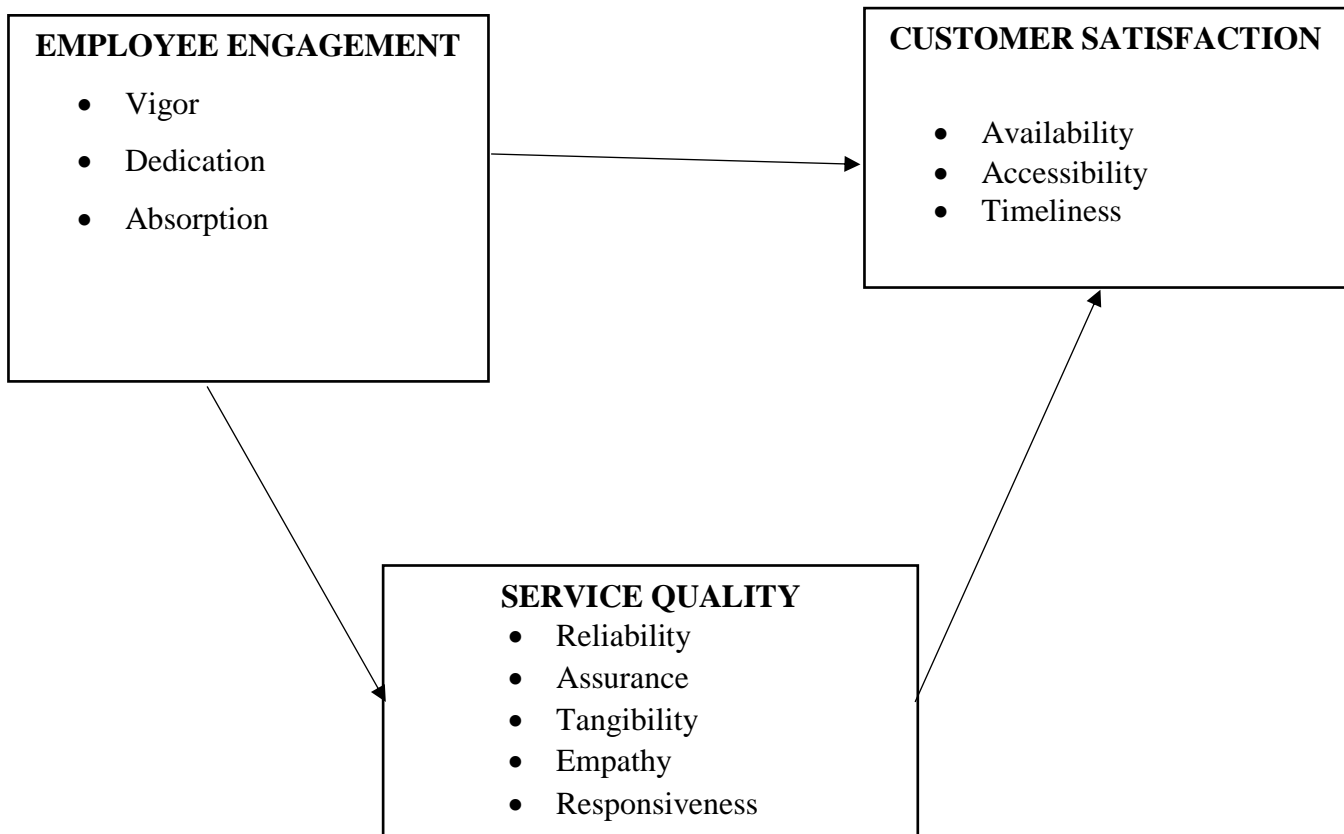 EMPLOYEE ENGAGEMENT
• Vigor
• Dedication
• Absorption
CUSTOMER SATISFACTION
• Availability
• Accessibility
• Timeliness
SERVICE QUALITY
• Reliability
• Assurance
• Tangibility
• Empathy
• Responsiveness